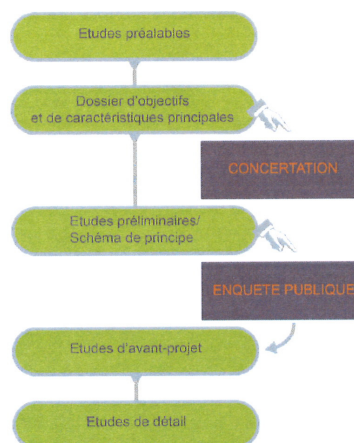 Etudes préalables
Dossier d'objectifs
et de caractéristiques principales
CONCERTATION
Etudes préliminaires/
Schéma de principe
ENQUETE PUBLIQUE
Etudes d'avant-projet
Etudes de détail